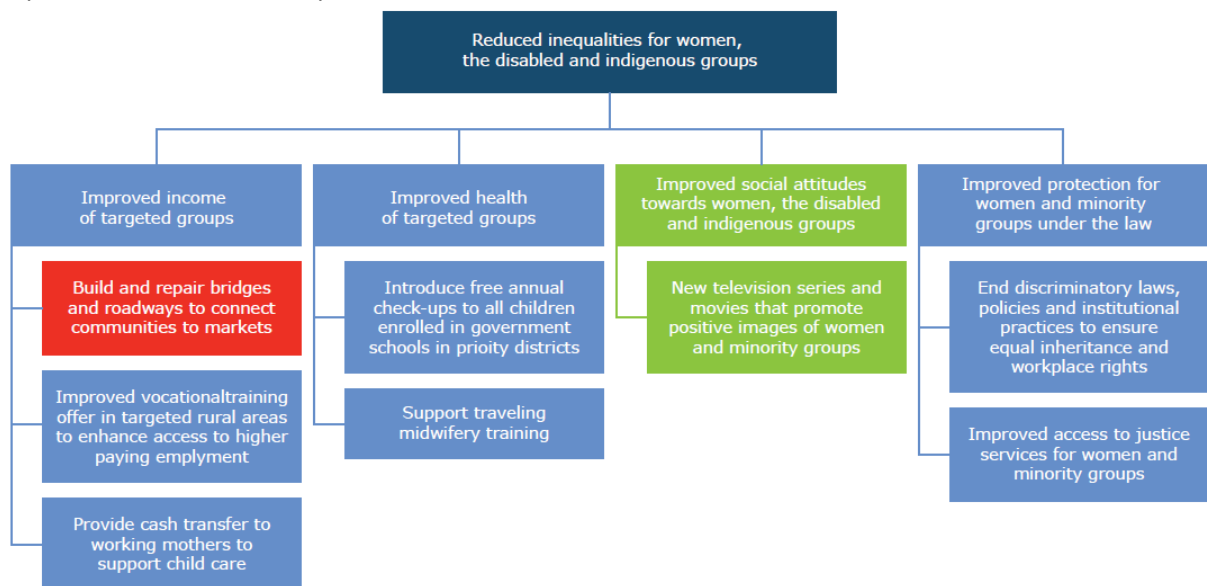 Reduced inequalities for women,
the disabled and indigenous groups
Improved income
of targeted groups
Build and repair bridges
and roadways to connect
communities to markets
Improved vocationaltraining
offer in targeted rural areas
to enhance access to higher
paying emplyment
Provide cash transfer to
working mothers to
support child care
Improved health
of targeted groups
Introduce free annual
check-ups to all children
enrolled in government
schools in prioity districts
Support traveling
midwifery training
Improved social attitudes
towards women, the disabled
and indigenous groups
New television series and
movies that promote
positive images of women
and minority groups
Improved protection for
women and minority
groups under the law
End discriminatory laws,
policies and institutional
practices to ensure
equal inheritance and
workplace rights
Improved access to justice
services for women and
minority groups